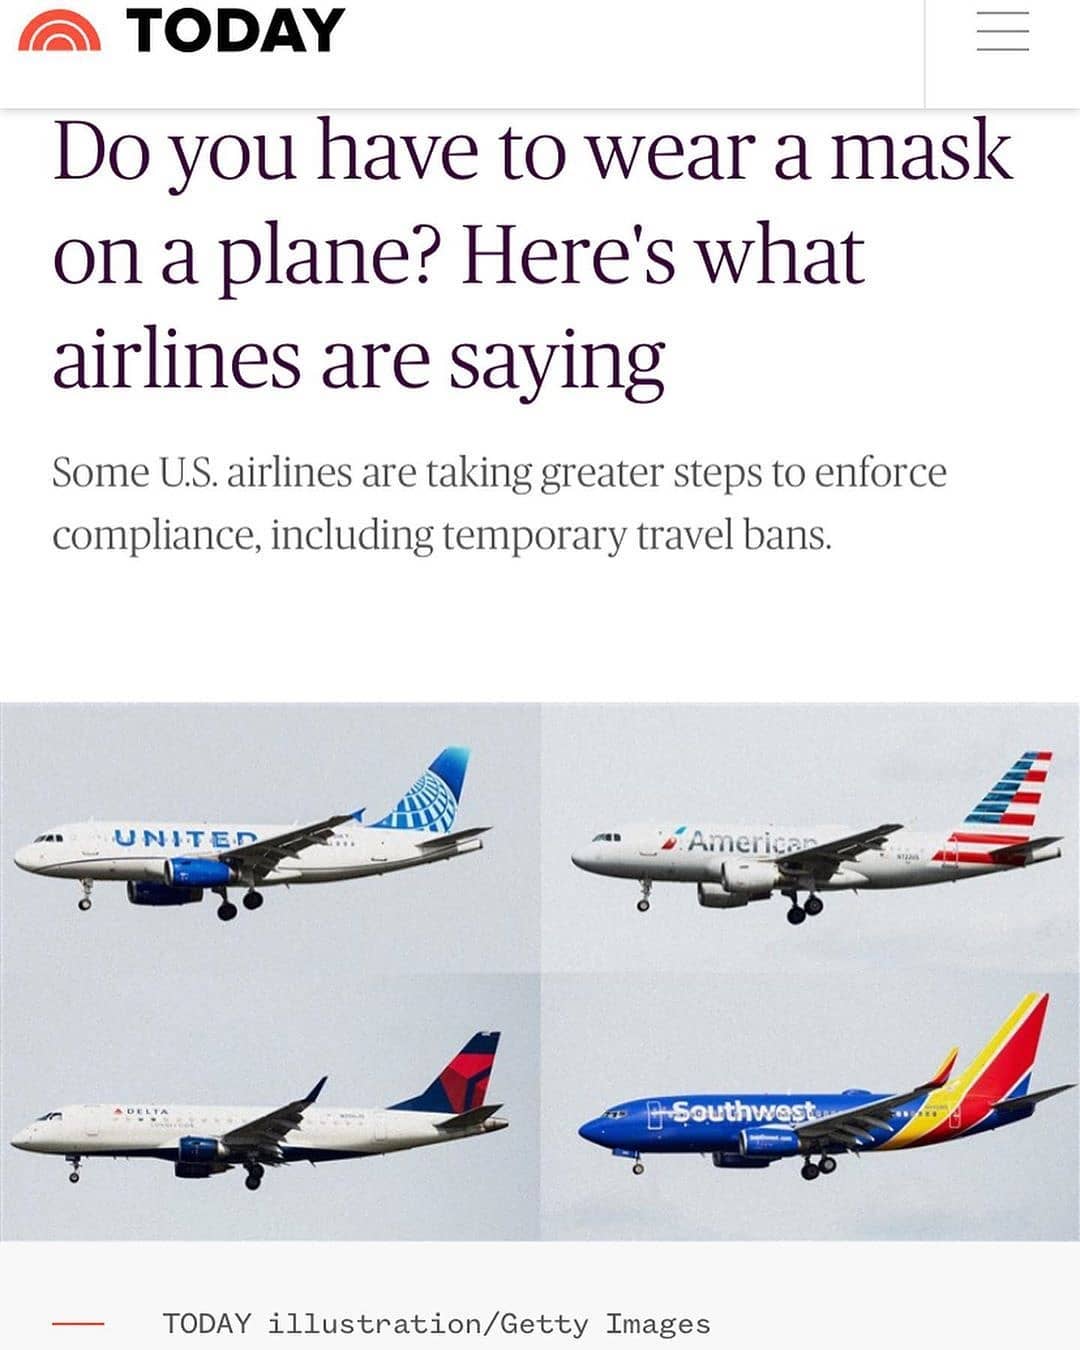 TODAY
Do you have to wear a mask
on a plane? Here's what
airlines are saying
Some U.S. airlines are taking greater steps to enforce
compliance, including temporary travel bans.
UNITED
American
DELTA
Southwest
TODAY illustration/Getty Images